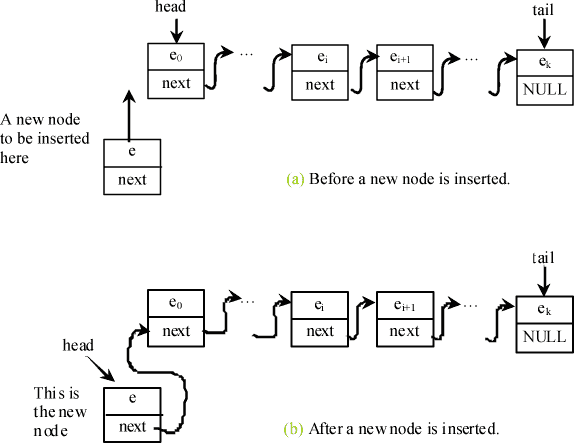 head
tail
e0
...
ei
ei+1
...
ek
next
next
next
NULL
A new node
to be inserted
here
e
next
(a) Before a new node is inserted.
tail
e0
...
ei
ei+1
...
ek
next
next
next
NULL
head
This is
the new
node
e
next
(b) After a new node is inserted.